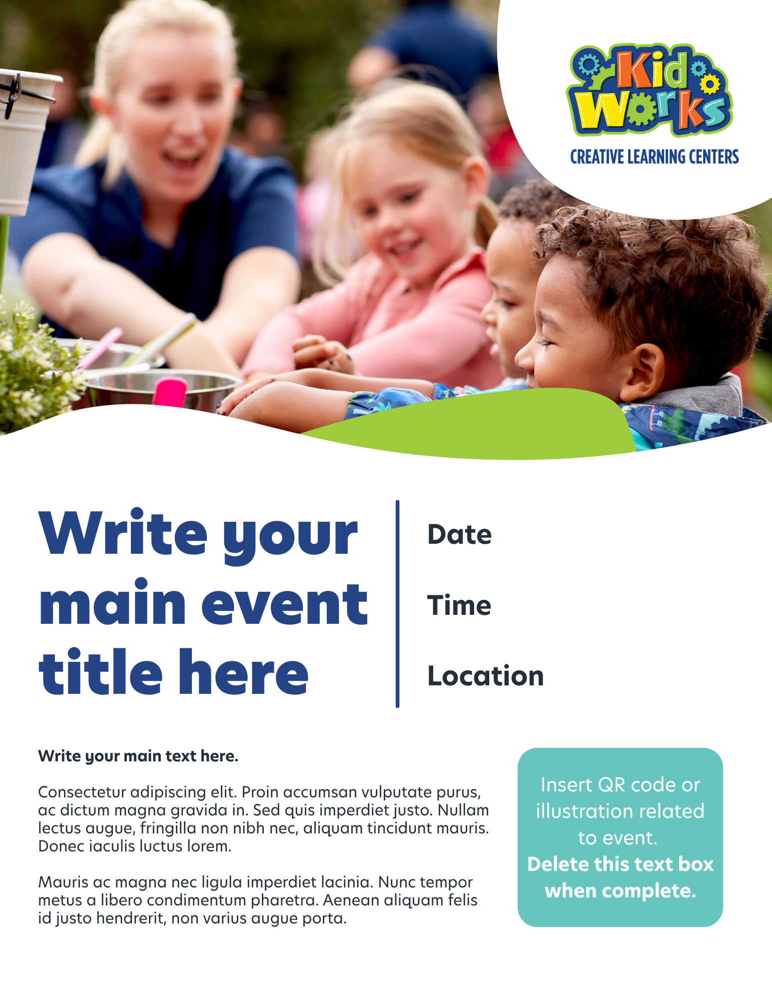 Kid
Works
CREATIVE LEARNING CENTERS
Write your
main event
title here
Date
Time
Location
Write your main text here.
Consectetur adipiscing elit. Proin accumsan vulputate purus,
ac dictum magna gravida in. Sed quis imperdiet justo. Nullam
lectus augue, fringilla non nibh nec, aliquam tincidunt mauris.
Donec iaculis luctus lorem.
Mauris ac magna nec ligula imperdiet lacinia. Nunc tempor
metus a libero condimentum pharetra. Aenean aliquam felis
id justo hendrerit, non varius augue porta.
Insert QR code or
illustration related
to event.
Delete this text box
when complete.